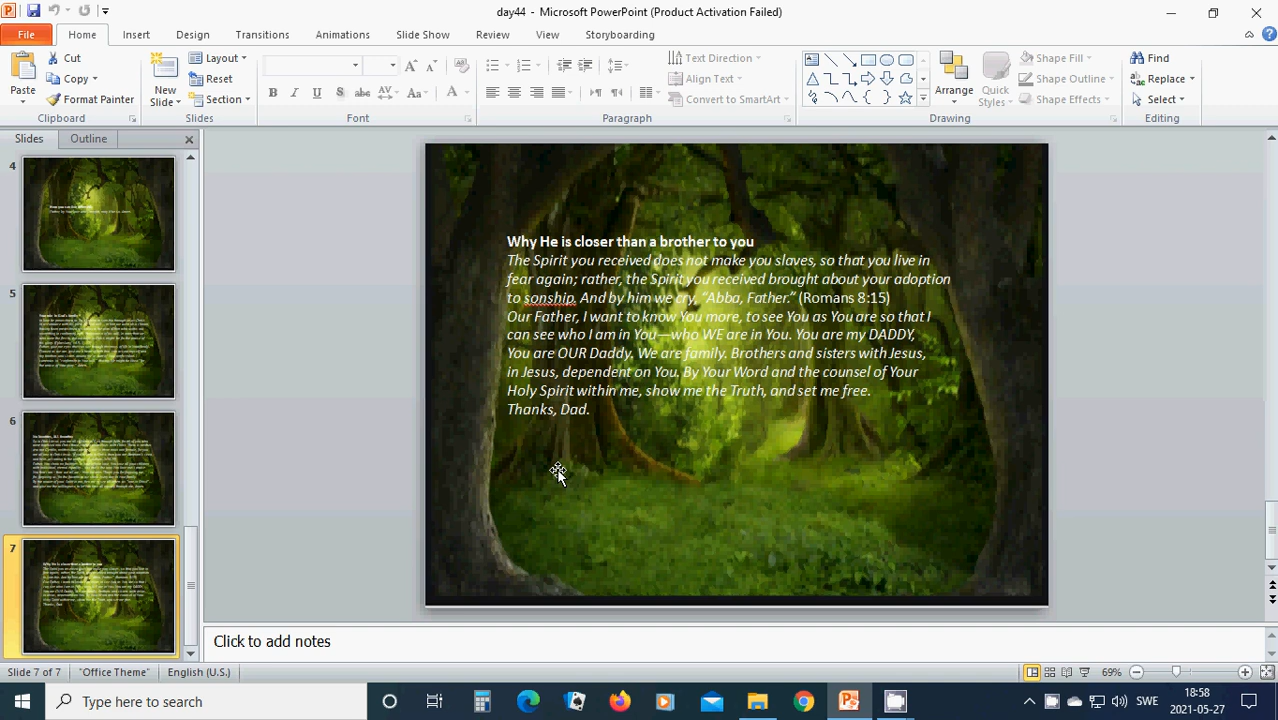 day44 - Microsoft PowerPoint (Product Activation Failed)
File Home Insert Design Transitions Animations Slide Show Review View Storyboarding
Paste
Cut
Copy
Format Painter
Clipboard
New
Slide
Layout
Reset
Section
Slides
Font
Text Direction
Align Text
Convert to SmartArt
Paragraph
Arrange
Quick
Styles
Shape Fill
Shape Outline
Shape Effects
Drawing
Find
Replace
Select
Editing
Slides Outline
4
5
6
7
Why He is closer than a brother to you
The Spirit you received does not make you slaves, so that you live in
fear again; rather, the Spirit you received brought about your adoption
to sonship. And by him we cry, “Abba, Father.” (Romans 8:15)
Our Father, I want to know You more, to see You as You are so that I
can see who I am in You—who WE are in You. You are my DADDY,
You are OUR Daddy. We are family. Brothers and sisters with Jesus,
in Jesus, dependent on You. By Your Word and the counsel of Your
Holy Spirit within me, show me the Truth, and set me free.
Thanks, Dad.
Click to add notes
Slide 7 of 7 "Office Theme" English (U.S.) 69%
Type here to search
SWE
18:58
2021-05-27